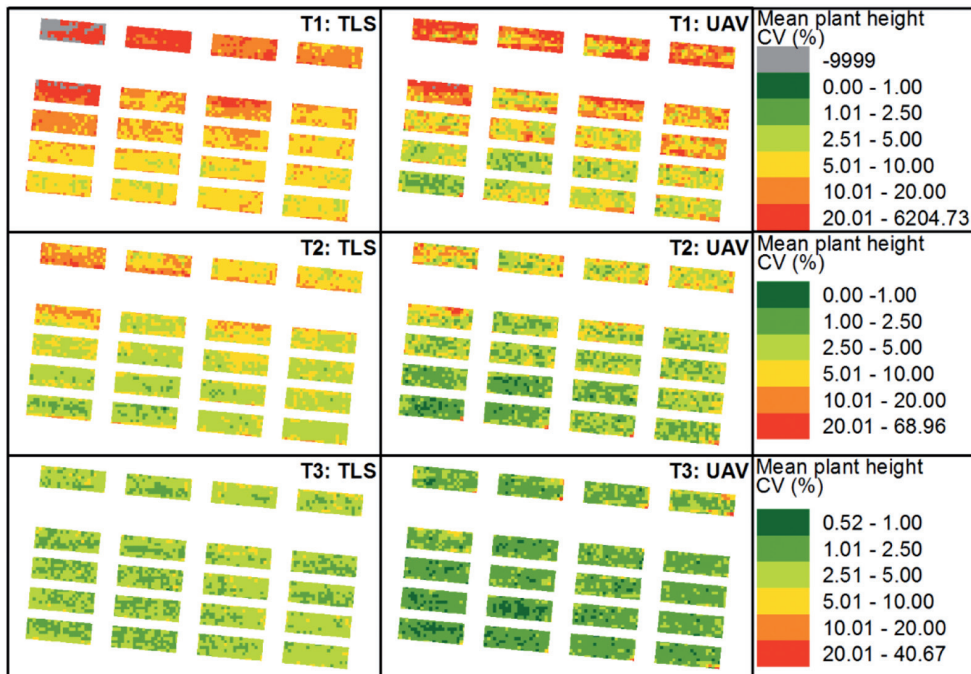 T1: TLS
T1: UAV
Mean plant height
CV (%)
-9999
0.00 - 1.00
1.01 - 2.50
2.51 - 5.00
5.01 - 10.00
10.01 - 20.00
20.01 - 6204.73
T2: TLS
T2: UAV
Mean plant height
CV (%)
0.00 -1.00
1.00 - 2.50
2.50 - 5.00
5.01 - 10.00
10.01 - 20.00
20.01 - 68.96
T3: TLS
T3: UAV
Mean plant height
CV (%)
0.52 - 1.00
1.01 - 2.50
2.51 - 5.00
5.01 - 10.00
10.01 - 20.00
20.01 - 40.67